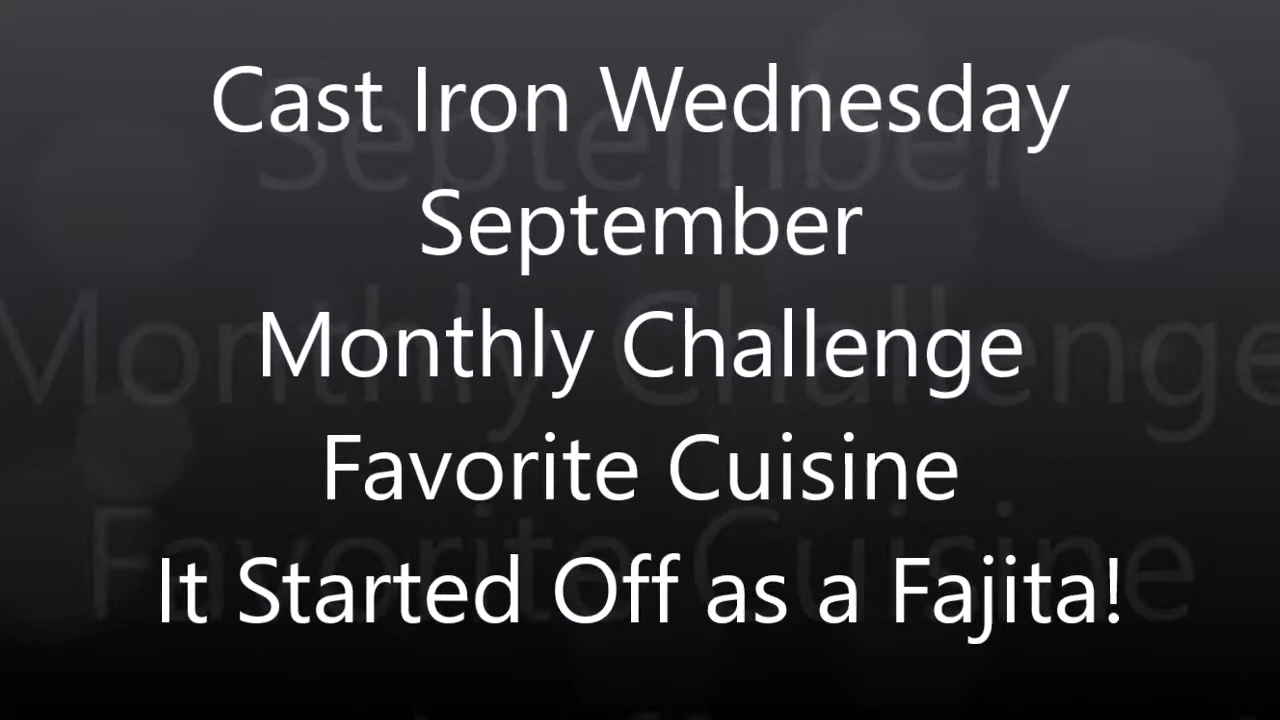 Cast Iron Wednesday
September
Monthly Challenge
Favorite Cuisine
It Started Off as a Fajita!